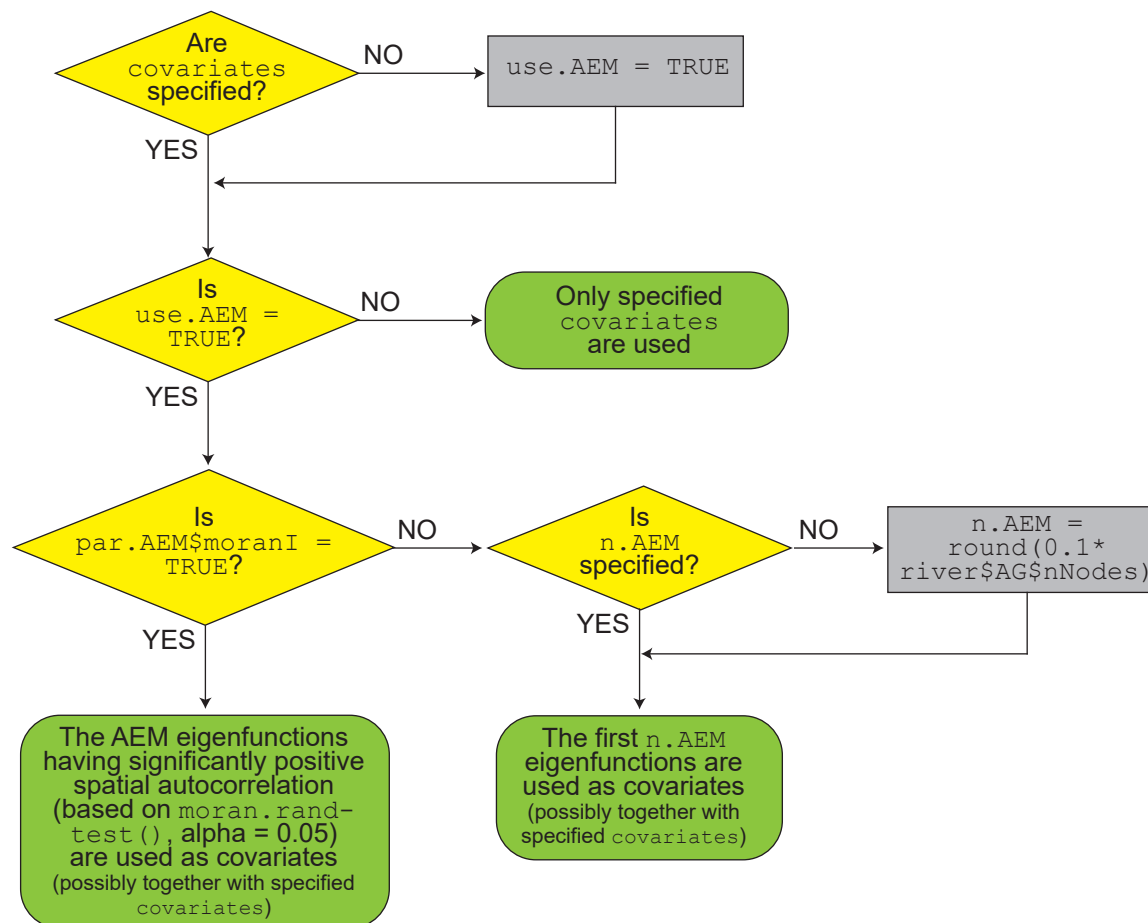 Are
covariates
specified?
NO
use.AEM = TRUE
YES
Is
use.AEM =
TRUE?
NO
Only specified
covariates
are used
YES
Is
par.AEM$moranI =
TRUE?
NO
Is
n.AEM
specified?
NO
n.AEM =
round(0.1*
river$AG$nNodes)
YES
YES
The AEM eigenfunctions
having significantly positive
spatial autocorrelation
(based on moran.rand-
test(), alpha = 0.05)
are used as covariates
(possibly together with specified
covariates)
The first n.AEM
eigenfunctions are
used as covariates
(possibly together with
specified covariates)